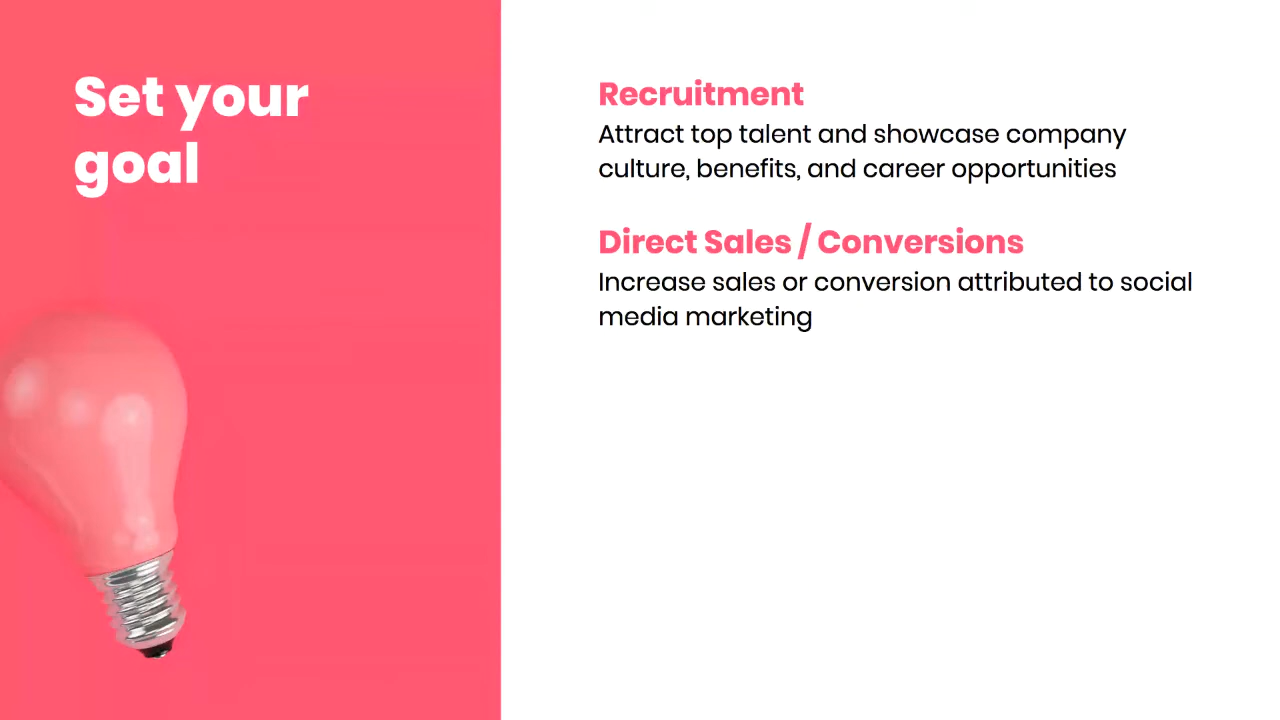 Set your
goal
Recruitment
Attract top talent and showcase company
culture, benefits, and career opportunities
Direct Sales / Conversions
Increase sales or conversion attributed to social
media marketing